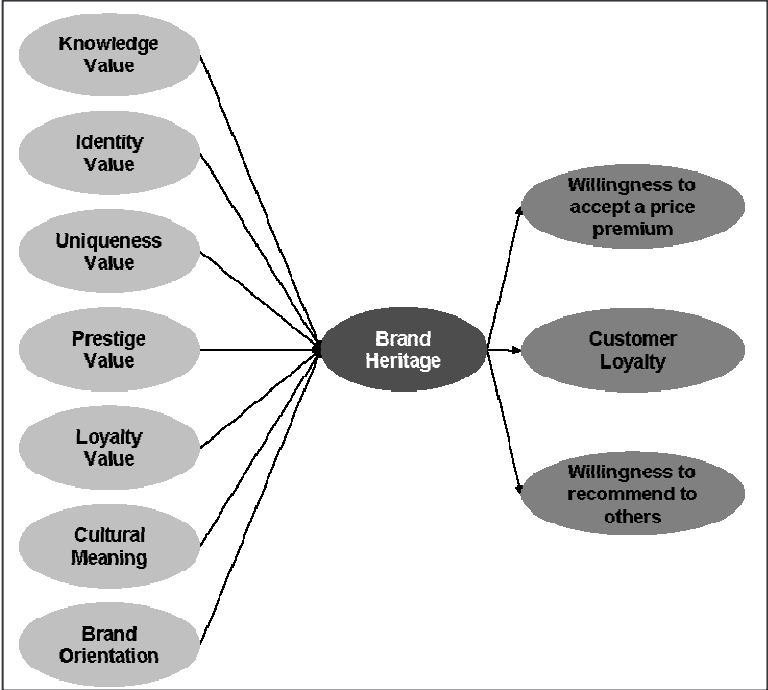 Knowledge
Value
Identity
Value
Uniqueness
Value
Prestige
Value
Loyalty
Value
Cultural
Meaning
Brand
Orientation
Brand
Heritage
Willingness to
accept a price
premium
Customer
Loyalty
Willingness to
recommend to
others